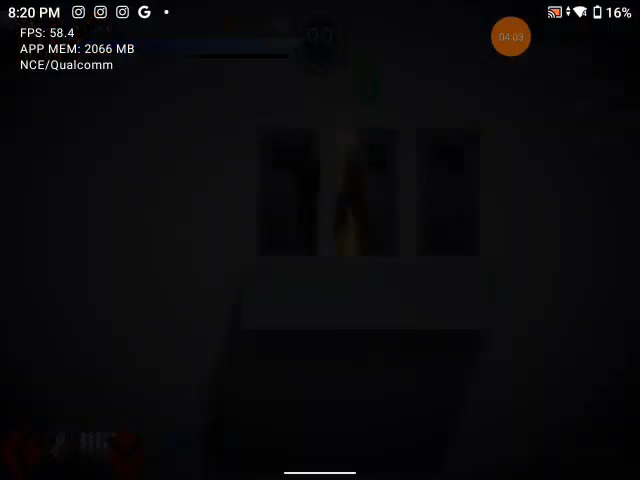 8:20 PM G 16%
04:03
FPS: 58.4
APP MEM: 2066 MB
NCE/Qualcomm